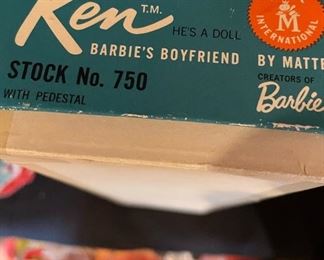 Ken T.M.
HE'S A DOLL
BARBIE'S BOYFRIEND
STOCK No. 750
WITH PEDESTAL
M
INTERNATIONAL
BY MATTE
CREATORS OF
Barbie